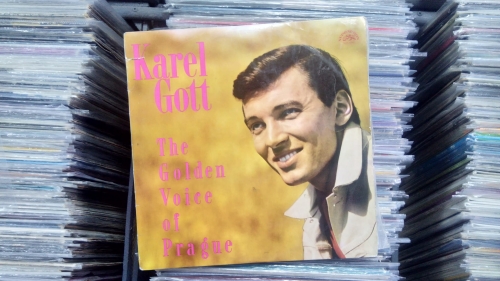 Karel
Gott
The
Golden
Voice
of
Prague